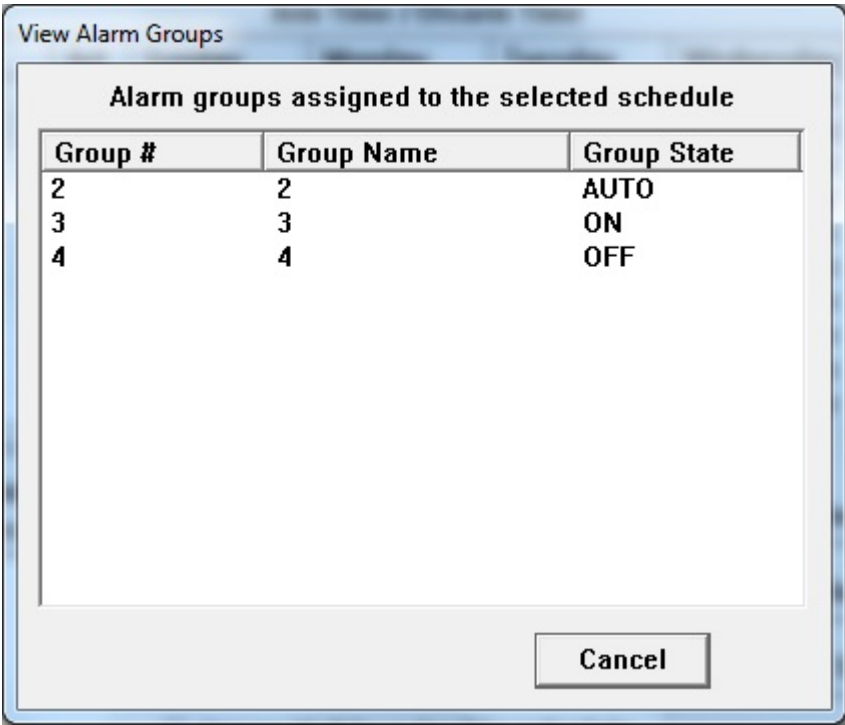 View Alarm Groups
Alarm groups assigned to the selected schedule
Group # Group Name Group State
2 2 AUTO
3 3 ON
4 4 OFF
Cancel